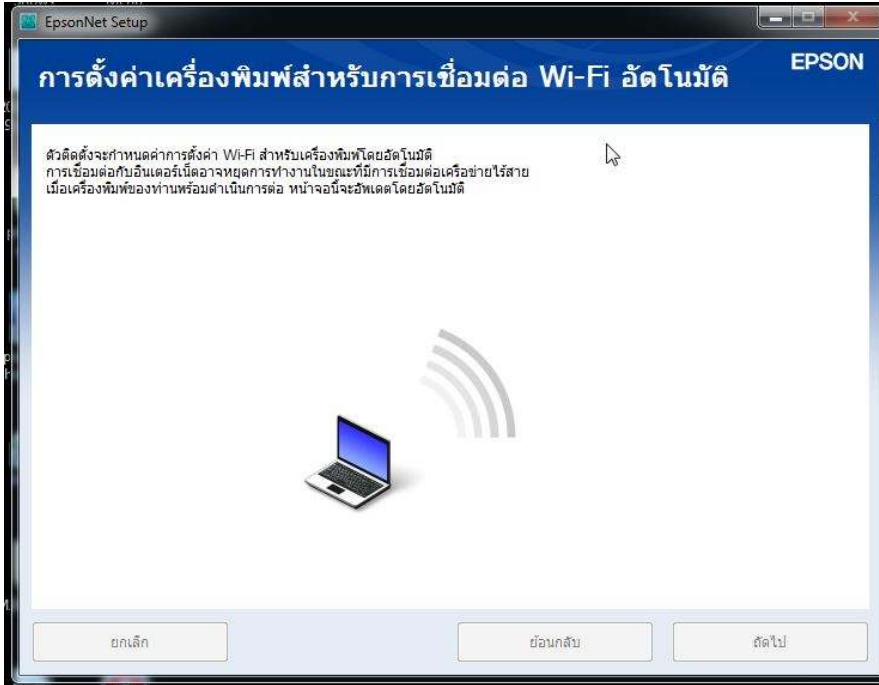 EpsonNet Setup
การตั้งค่าเครื่องพิมพ์สำหรับการเชื่อมต่อ Wi-Fi อัตโนมัติ
EPSON
ตัวติดตั้งจะกำหนดค่าการตั้งค่า Wi-Fi สำหรับเครื่องพิมพ์โดยอัตโนมัติ
การเชื่อมต่อกับอินเตอร์เน็ตอาจหยุดการทำงานในขณะที่มีการเชื่อมต่อเครือข่ายไร้สาย
เมื่อเครื่องพิมพ์ของท่านพร้อมดำเนินการต่อ หน้าจอนี้จะอัพเดตโดยอัตโนมัติ
ยกเลิก
ย้อนกลับ
ถัดไป